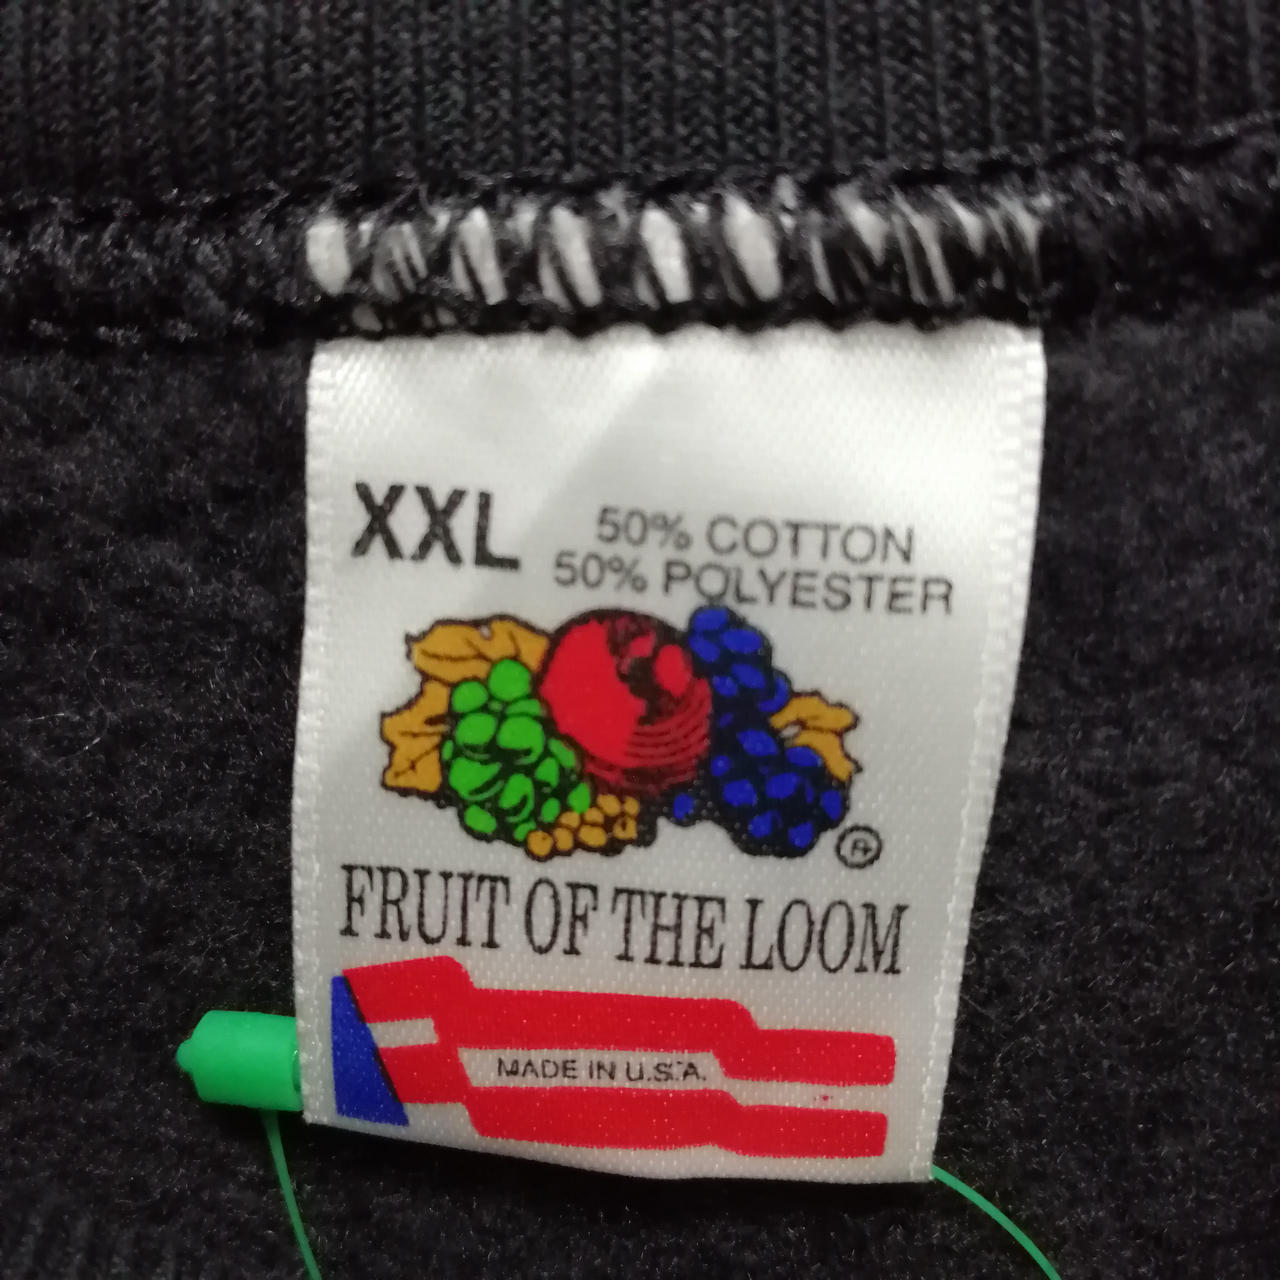 XXL
50% COTTON
50% POLYESTER
®
FRUIT OF THE LOOM
MADE IN U.S.A.